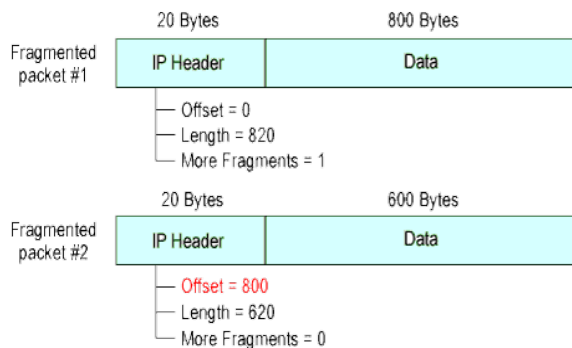 20 Bytes 800 Bytes
Fragmented
packet #1
IP Header Data
Offset = 0
Length = 820
More Fragments = 1
20 Bytes 600 Bytes
Fragmented
packet #2
IP Header Data
Offset = 800
Length = 620
More Fragments = 0